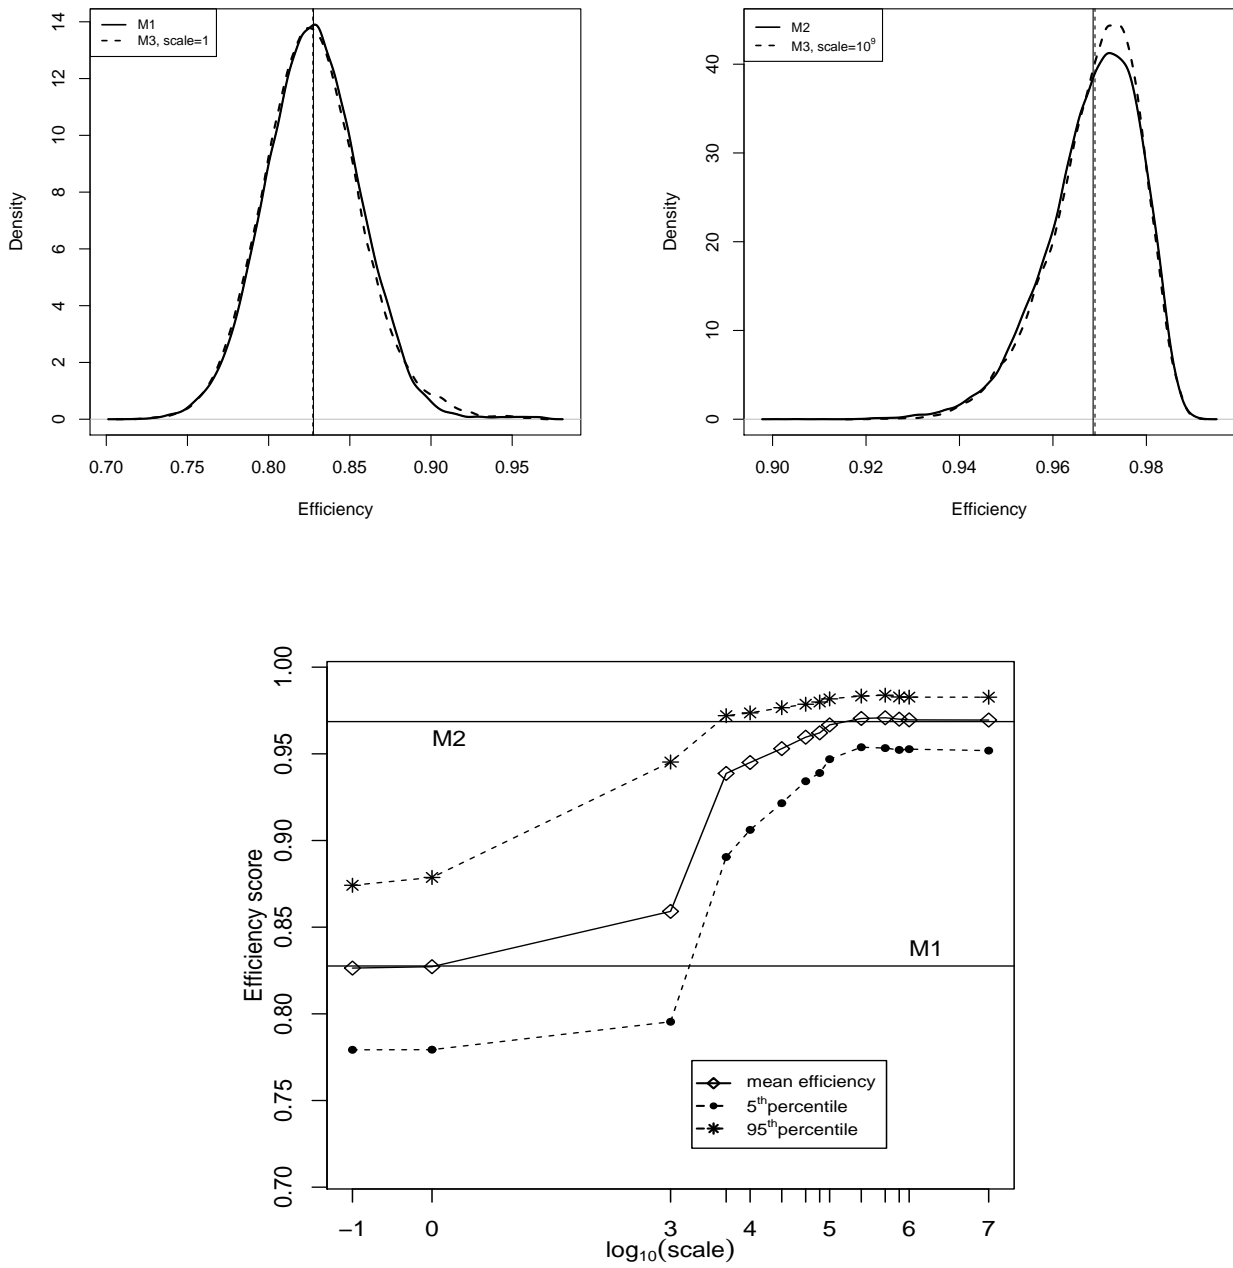 M1
M3, scale=1
14
12
10
8
6
4
2
0
Density
0.70 0.75 0.80 0.85 0.90 0.95
Efficiency
M2
M3, scale=10⁹
40
30
20
10
0
Density
0.90 0.92 0.94 0.96 0.98
Efficiency
1.00
0.95
0.90
0.85
0.80
0.75
0.70
Efficiency score
M2
M1
mean efficiency
5ᵗʰpercentile
95ᵗʰpercentile
−1 0 3 4 5 6 7
log₁₀(scale)